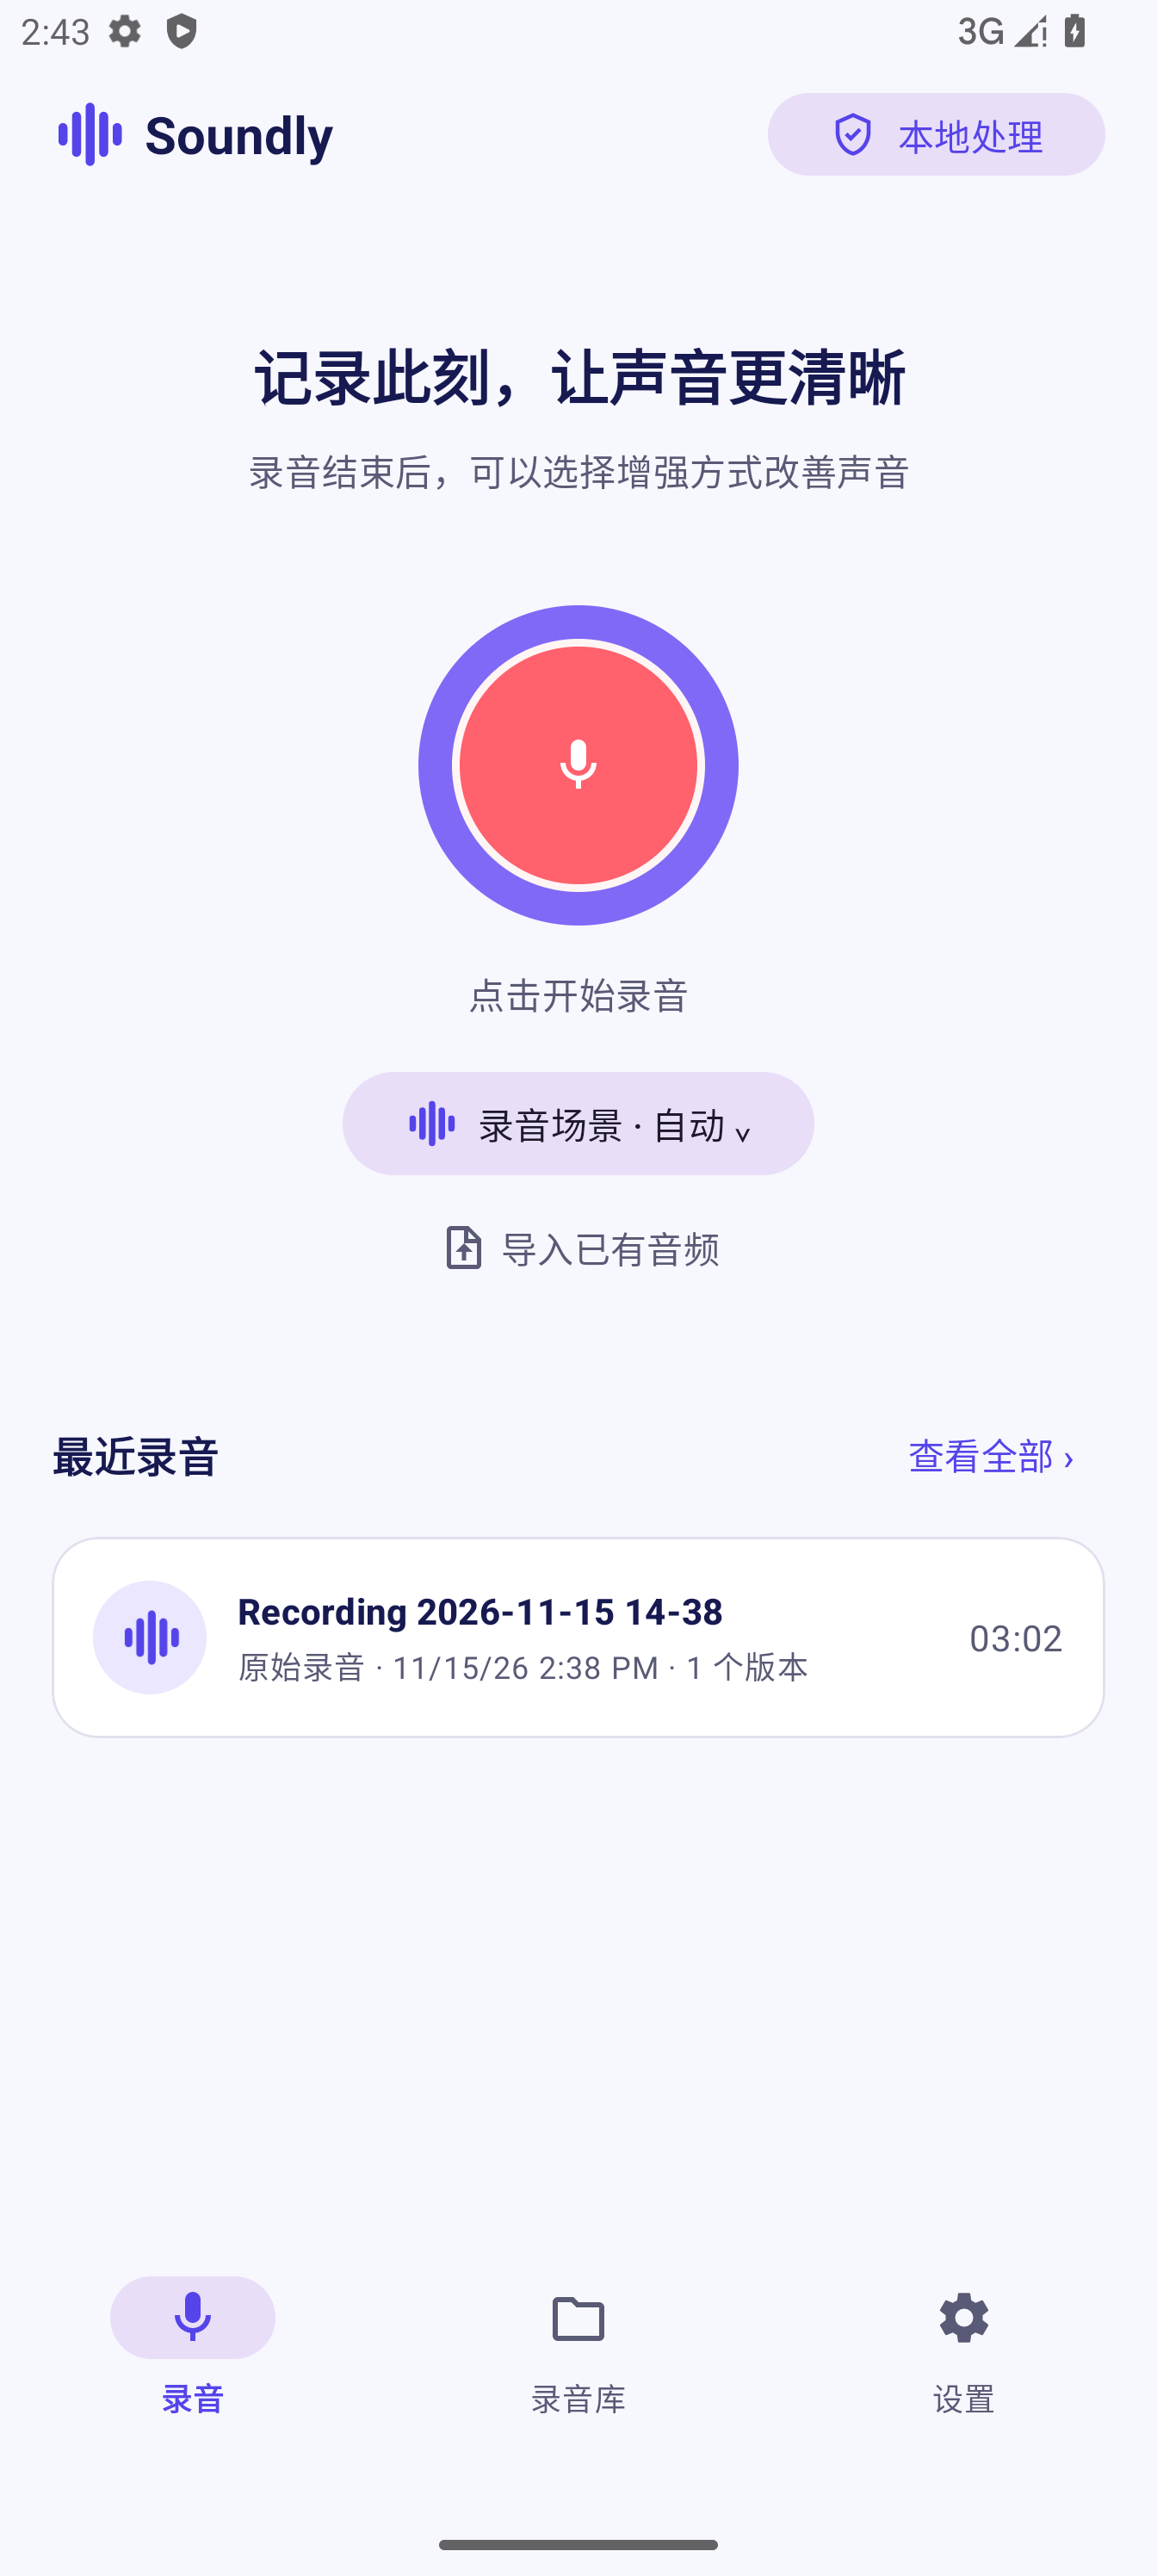 2:43
3G
Soundly
本地处理
记录此刻，让声音更清晰
录音结束后，可以选择增强方式改善声音
点击开始录音
录音场景 · 自动 ⌄
导入已有音频
最近录音
查看全部 ›
Recording 2026-11-15 14-38
原始录音 · 11/15/26 2:38 PM · 1 个版本
03:02
录音
录音库
设置